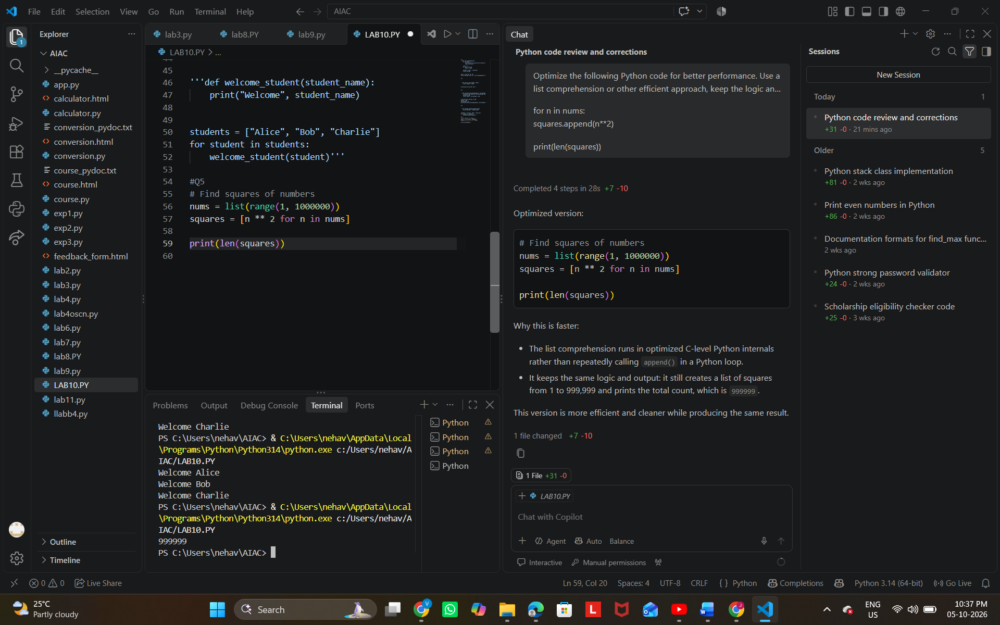 File Edit Selection View Go Run Terminal Help
AIAC
Explorer
1
AIAC
__pycache__
app.py
calculator.html
calculator.py
conversion_pydoc.txt
conversion.html
conversion.py
course_pydoc.txt
course.html
course.py
exp1.py
exp2.py
exp3.py
feedback_form.html
lab2.py
lab3.py
lab4.py
lab4oscn.py
lab6.py
lab7.py
lab8.PY
lab9.py
LAB10.PY
lab11.py
llabb4.py
Outline
Timeline
lab3.py lab8.PY lab9.py LAB10.PY
LAB10.PY > ...
45
46 '''def welcome_student(student_name):
47 print("Welcome", student_name)
48
49
50 students = ["Alice", "Bob", "Charlie"]
51 for student in students:
52 welcome_student(student)'''
53
54 #Q5
55 # Find squares of numbers
56 nums = list(range(1, 1000000))
57 squares = [n ** 2 for n in nums]
58
59 print(len(squares))
60
Problems Output Debug Console Terminal Ports
Welcome Charlie
PS C:\Users\nehav\AIAC> & C:\Users\nehav\AppData\Local
\Programs\Python\Python314\python.exe c:/Users/nehav/A
IAC/LAB10.PY
Welcome Alice
Welcome Bob
Welcome Charlie
PS C:\Users\nehav\AIAC> & C:\Users\nehav\AppData\Local
\Programs\Python\Python314\python.exe c:/Users/nehav/A
IAC/LAB10.PY
999999
PS C:\Users\nehav\AIAC>
Python
Python
Python
Python
Chat
Python code review and corrections
Optimize the following Python code for better performance. Use a
list comprehension or other efficient approach, keep the logic an...
for n in nums:
squares.append(n**2)
print(len(squares))
Completed 4 steps in 28s +7 -10
Optimized version:
# Find squares of numbers
nums = list(range(1, 1000000))
squares = [n ** 2 for n in nums]
print(len(squares))
Why this is faster:
• The list comprehension runs in optimized C-level Python internals
rather than repeatedly calling append() in a Python loop.
• It keeps the same logic and output: it still creates a list of squares
from 1 to 999,999 and prints the total count, which is 999999.
This version is more efficient and cleaner while producing the same result.
1 file changed +7 -10
1 File +31 -0
LAB10.PY
Chat with Copilot
Agent Auto Balance
Interactive Manual permissions
Sessions
New Session
Today 1
Python code review and corrections
+31 -0 · 21 mins ago
Older 5
Python stack class implementation
+81 -0 · 2 wks ago
Print even numbers in Python
+86 -0 · 2 wks ago
Documentation formats for find_max func...
2 wks ago
Python strong password validator
+24 -0 · 2 wks ago
Scholarship eligibility checker code
+25 -0 · 3 wks ago
0 0 Live Share
Ln 59, Col 20 Spaces: 4 UTF-8 CRLF { } Python Completions Python 3.14 (64-bit) Go Live
25°C
Partly cloudy
Search
V
L
W
J
ENG
US
10:37 PM
05-10-2026